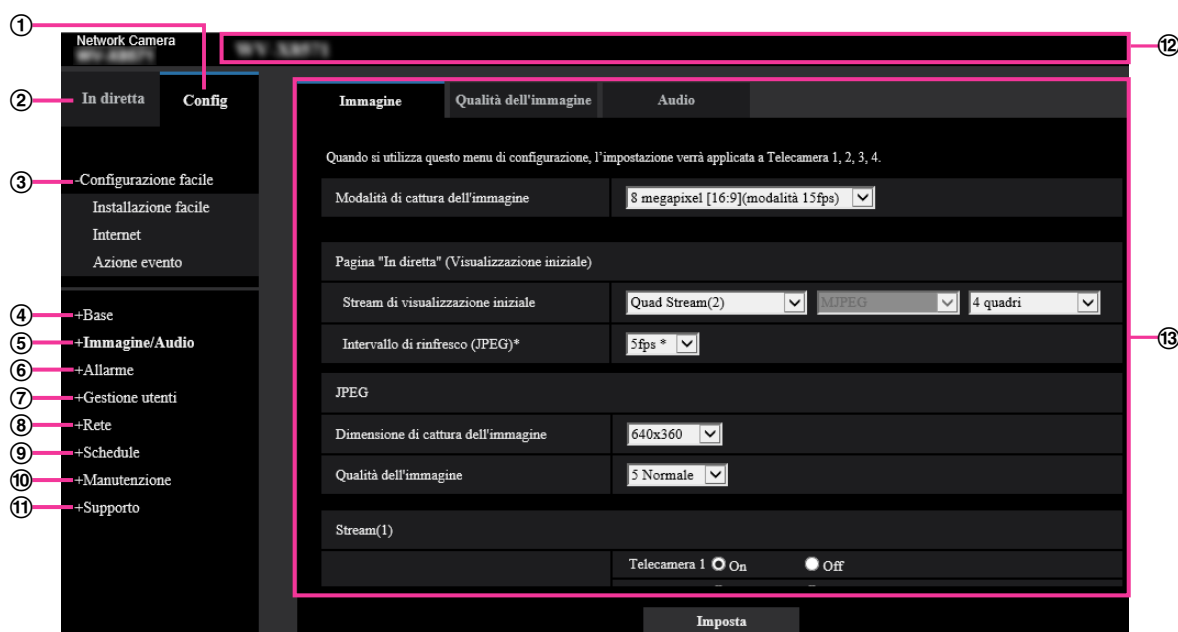 ①
Network Camera
⑫
② In diretta Config
Immagine Qualità dell'immagine Audio
Quando si utilizza questo menu di configurazione, l'impostazione verrà applicata a Telecamera 1, 2, 3, 4.
③ -Configurazione facile
Installazione facile
Internet
Azione evento
Modalità di cattura dell'immagine 8 megapixel [16:9](modalità 15fps)
Pagina "In diretta" (Visualizzazione iniziale)
Stream di visualizzazione iniziale Quad Stream(2) MJPEG 4 quadri
Intervallo di rinfresco (JPEG)* 5fps *
⑬
④ +Base
⑤ +Immagine/Audio
⑥ +Allarme
⑦ +Gestione utenti
⑧ +Rete
⑨ +Schedule
⑩ +Manutenzione
⑪ +Supporto
JPEG
Dimensione di cattura dell'immagine 640x360
Qualità dell'immagine 5 Normale
Stream(1)
Telecamera 1 On Off
Imposta